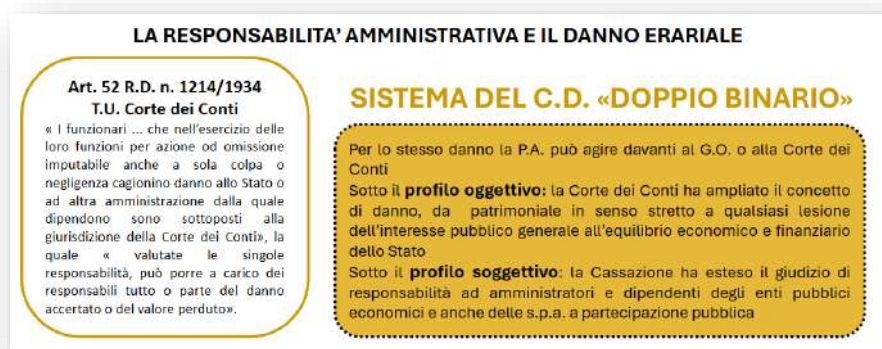 LA RESPONSABILITA’ AMMINISTRATIVA E IL DANNO ERARIALE
Art. 52 R.D. n. 1214/1934
T.U. Corte dei Conti
« I funzionari ... che nell’esercizio delle
loro funzioni per azione od omissione
imputabile anche a sola colpa o
negligenza cagionino danno allo Stato o
ad altra amministrazione dalla quale
dipendono sono sottoposti alla
giurisdizione della Corte dei Conti», la
quale « valutate le singole
responsabilità, può porre a carico dei
responsabili tutto o parte del danno
accertato o del valore perduto».
SISTEMA DEL C.D. «DOPPIO BINARIO»
Per lo stesso danno la P.A. può agire davanti al G.O. o alla Corte dei
Conti
Sotto il profilo oggettivo: la Corte dei Conti ha ampliato il concetto
di danno, da patrimoniale in senso stretto a qualsiasi lesione
dell’interesse pubblico generale all’equilibrio economico e finanziario
dello Stato
Sotto il profilo soggettivo: la Cassazione ha esteso il giudizio di
responsabilità ad amministratori e dipendenti degli enti pubblici
economici e anche delle s.p.a. a partecipazione pubblica